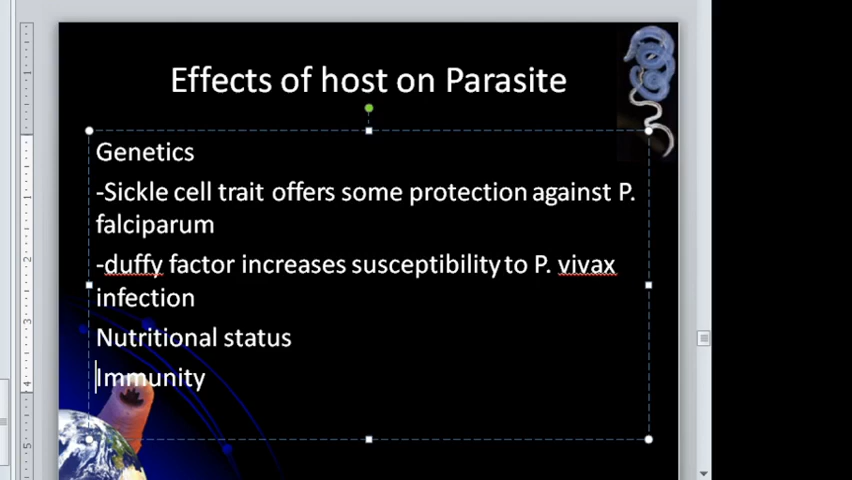 Effects of host on Parasite
Genetics
-Sickle cell trait offers some protection against P.
falciparum
-duffy factor increases susceptibility to P. vivax
infection
Nutritional status
Immunity